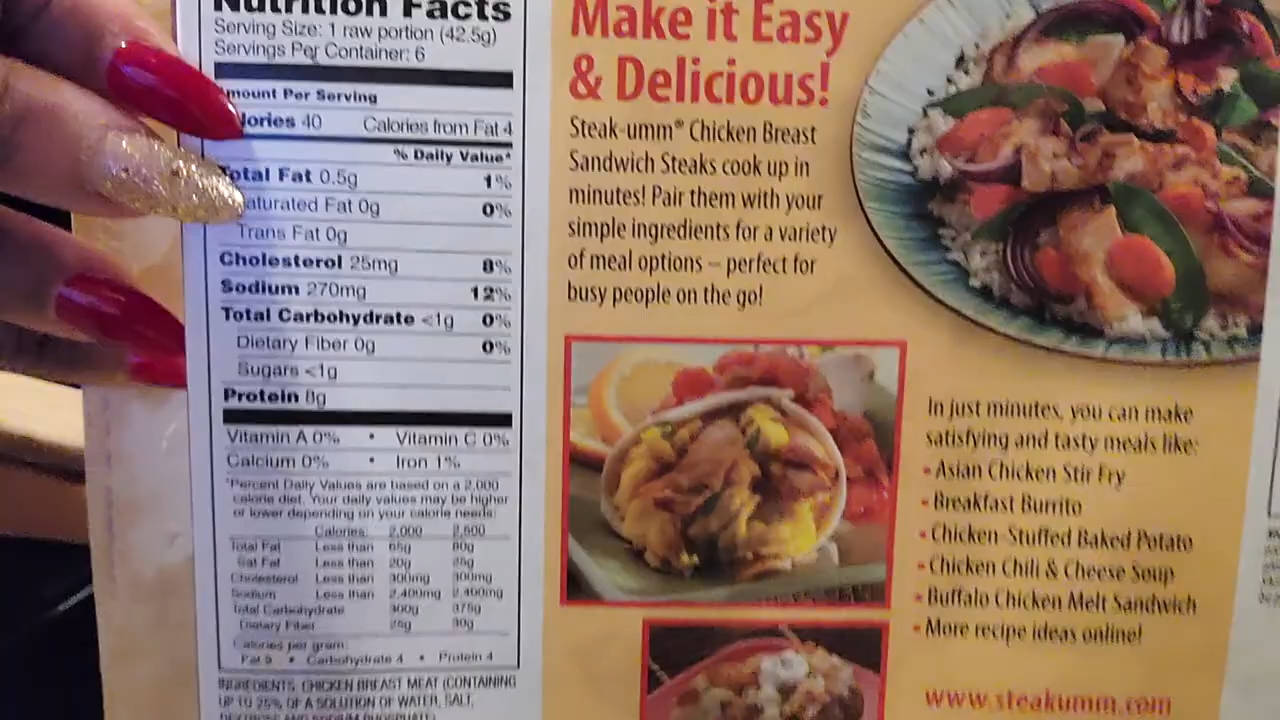 Nutrition Facts
Serving Size: 1 raw portion (42.5g)
Servings Per Container: 6
mount Per Serving
lories 40 Calories from Fat 4
% Daily Value*
Total Fat 0.5g 1%
aturated Fat 0g 0%
Trans Fat 0g
Cholesterol 25mg 8%
Sodium 270mg 12%
Total Carbohydrate <1g 0%
Dietary Fiber 0g 0%
Sugars <1g
Protein 8g
Vitamin A 0% • Vitamin C 0%
Calcium 0% • Iron 1%
*Percent Daily Values are based on a 2,000
calorie diet. Your daily values may be higher
or lower depending on your calorie needs:
Calories: 2,000 2,500
Total Fat Less than 65g 80g
Sat Fat Less than 20g 25g
Cholesterol Less than 300mg 300mg
Sodium Less than 2,400mg 2,400mg
Total Carbohydrate 300g 375g
Dietary Fiber 25g 30g
Calories per gram:
Fat 9 • Carbohydrate 4 • Protein 4
INGREDIENTS: CHICKEN BREAST MEAT (CONTAINING
UP TO 25% OF A SOLUTION OF WATER, SALT,
DEXTROSE AND SODIUM PHOSPHATE)
Make it Easy
& Delicious!
Steak-umm® Chicken Breast
Sandwich Steaks cook up in
minutes! Pair them with your
simple ingredients for a variety
of meal options – perfect for
busy people on the go!
In just minutes, you can make
satisfying and tasty meals like:
• Asian Chicken Stir Fry
• Breakfast Burrito
• Chicken-Stuffed Baked Potato
• Chicken Chili & Cheese Soup
• Buffalo Chicken Melt Sandwich
• More recipe ideas online!
www.steakumm.com